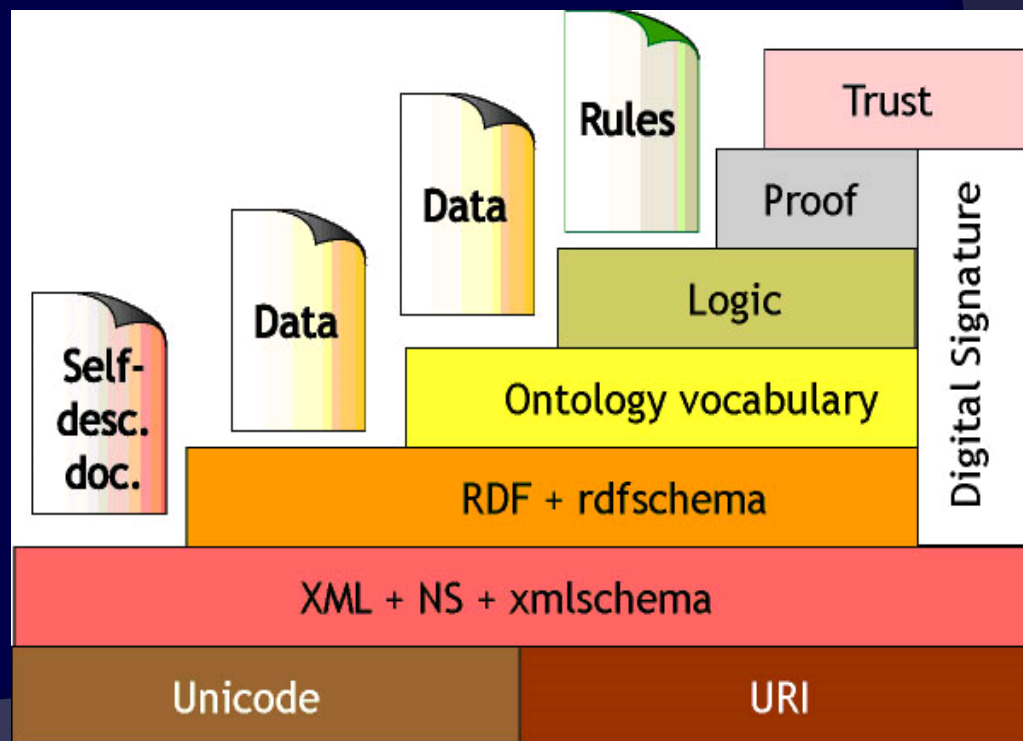 Rules
Trust
Data
Proof
Data
Logic
Self-
desc.
doc.
Ontology vocabulary
Digital Signature
RDF + rdfschema
XML + NS + xmlschema
Unicode
URI